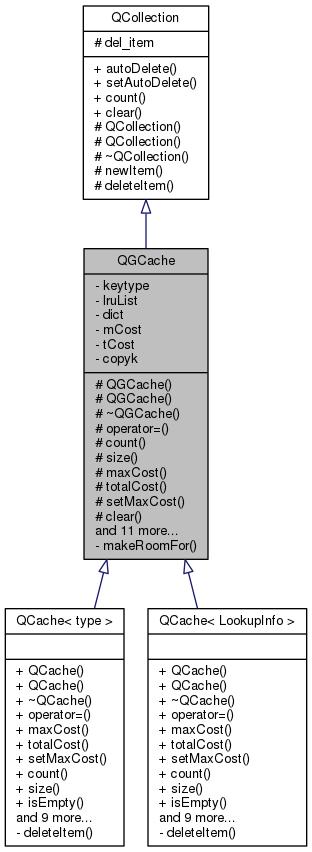 QCollection
# del_item
+ autoDelete()
+ setAutoDelete()
+ count()
+ clear()
# QCollection()
# QCollection()
# ~QCollection()
# newItem()
# deleteItem()
QGCache
- keytype
- lruList
- dict
- mCost
- tCost
- copyk
# QGCache()
# QGCache()
# ~QGCache()
# operator=()
# count()
# size()
# maxCost()
# totalCost()
# setMaxCost()
# clear()
and 11 more...
- makeRoomFor()
QCache< type >
+ QCache()
+ QCache()
+ ~QCache()
+ operator=()
+ maxCost()
+ totalCost()
+ setMaxCost()
+ count()
+ size()
+ isEmpty()
and 9 more...
- deleteItem()
QCache< LookupInfo >
+ QCache()
+ QCache()
+ ~QCache()
+ operator=()
+ maxCost()
+ totalCost()
+ setMaxCost()
+ count()
+ size()
+ isEmpty()
and 9 more...
- deleteItem()